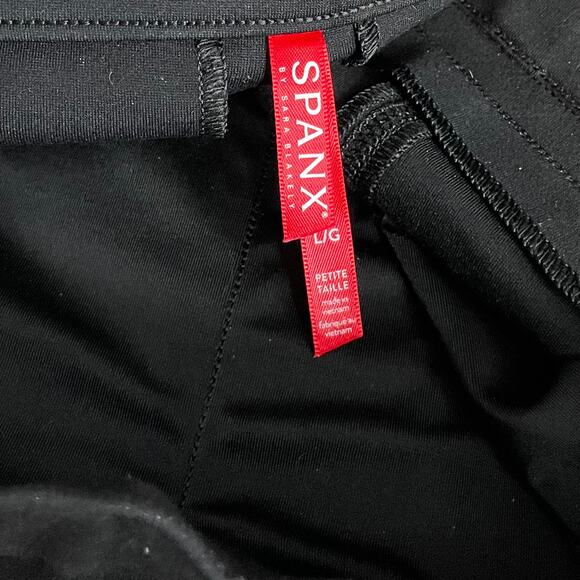 SPANX®
BY SARA BLAKELY
L/G
PETITE
TAILLE
made in
vietnam
fabriqué au
vietnam